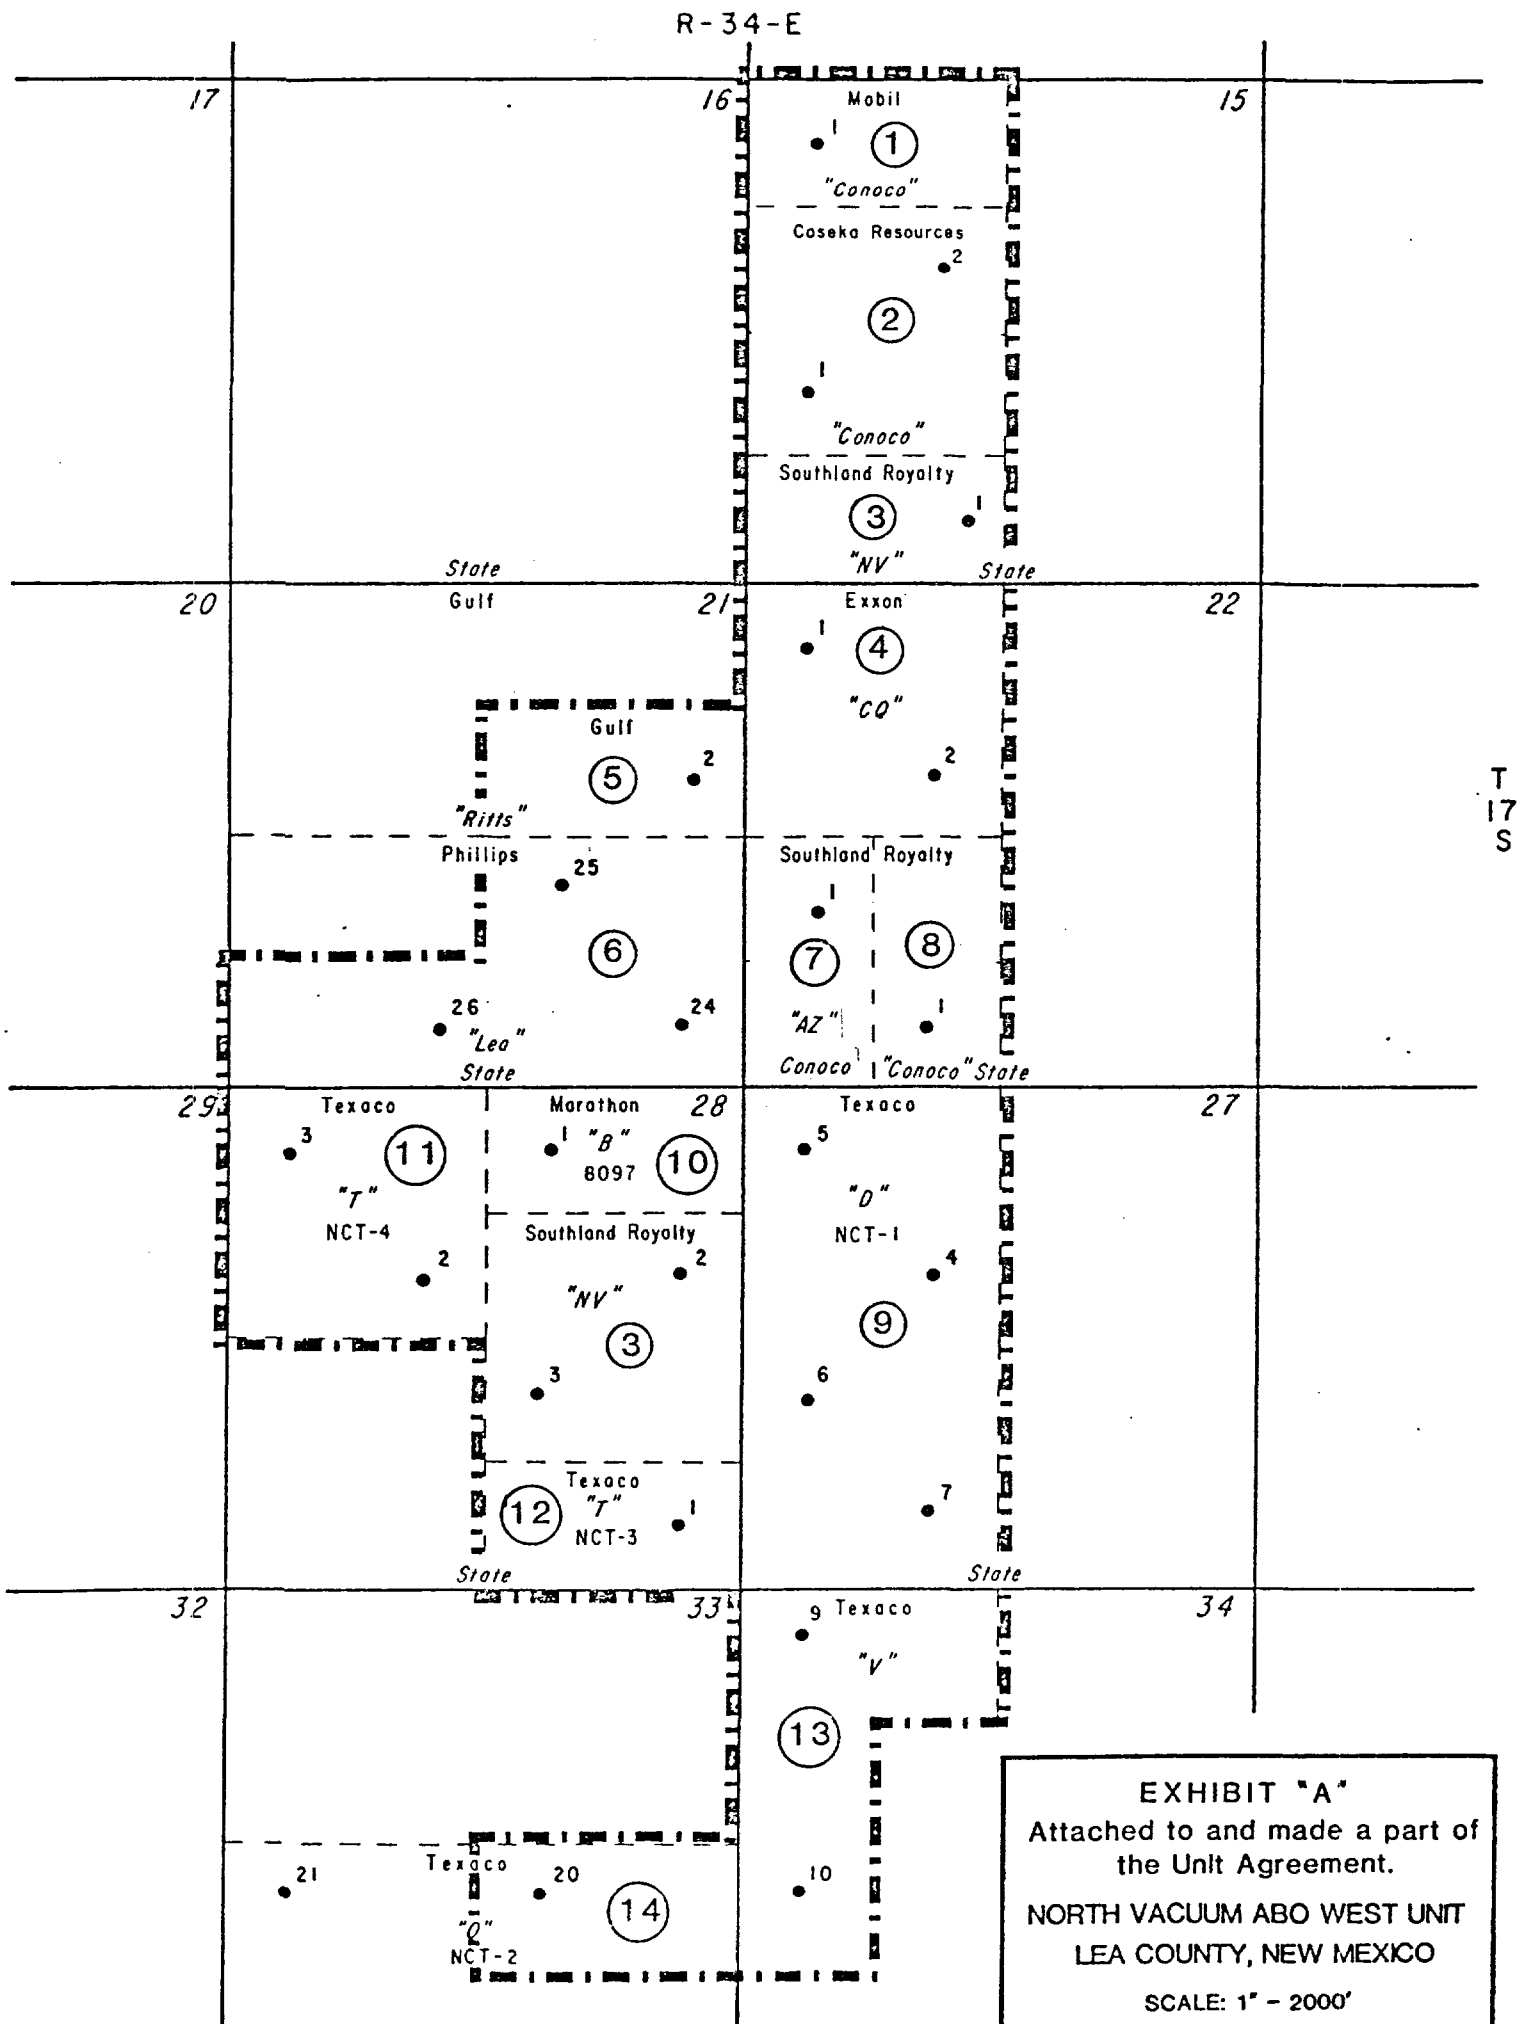 R-34-E
17
16
15
Mobil
1
1
"Conoco"
Coseka Resources
2
2
1
"Conoco"
Southland Royalty
3
1
"NV"
State
State
20
Gulf
21
Exxon
22
1
4
"CQ"
Gulf
5
2
2
"Ritts"
T
17
S
Phillips
25
Southland Royalty
1
6
7
8
26
"Lea"
24
"AZ"
1
State
Conoco
"Conoco" State
29
Texaco
Marathon
28
Texaco
27
3
11
1
"B"
8097
10
5
"T"
NCT-4
"D"
NCT-1
Southland Royalty
2
2
4
"NV"
3
9
3
6
Texaco
12
"T"
NCT-3
1
7
State
State
32
33
9
Texaco
34
"V"
13
Texaco
21
20
14
10
"Q"
NCT-2
EXHIBIT "A"
Attached to and made a part of
the Unit Agreement.
NORTH VACUUM ABO WEST UNIT
LEA COUNTY, NEW MEXICO
SCALE: 1" - 2000'